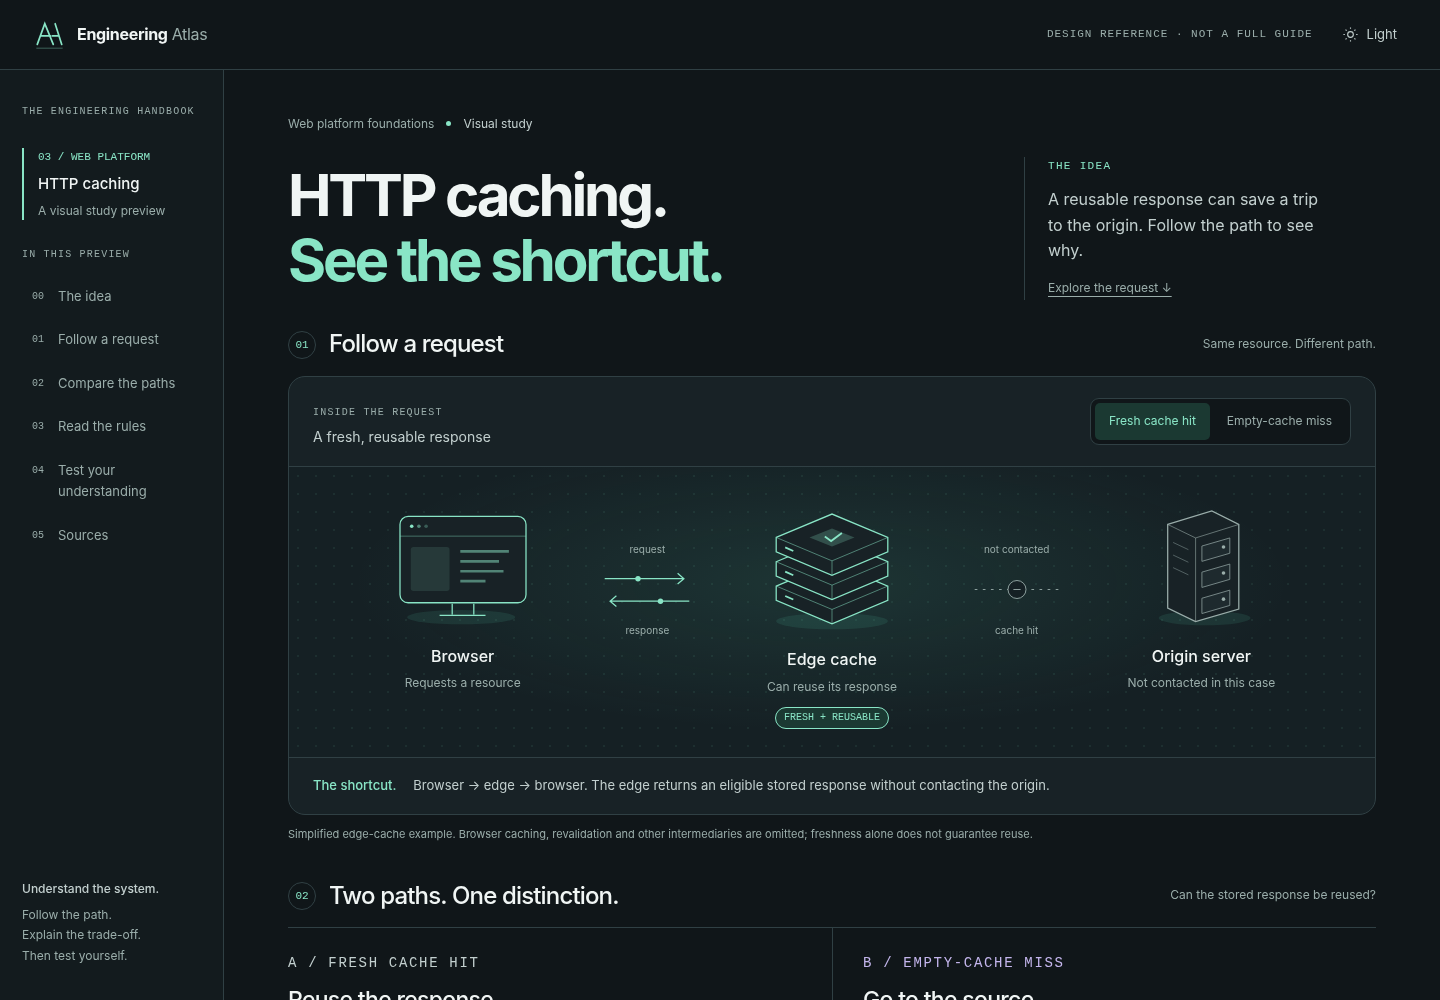 Engineering Atlas
DESIGN REFERENCE · NOT A FULL GUIDE
Light
THE ENGINEERING HANDBOOK
03 / WEB PLATFORM
HTTP caching
A visual study preview
IN THIS PREVIEW
00 The idea
01 Follow a request
02 Compare the paths
03 Read the rules
04 Test your
understanding
05 Sources
Understand the system.
Follow the path.
Explain the trade-off.
Then test yourself.
Web platform foundations • Visual study
HTTP caching.
See the shortcut.
THE IDEA
A reusable response can save a trip
to the origin. Follow the path to see
why.
Explore the request ↓
01 Follow a request
Same resource. Different path.
INSIDE THE REQUEST
A fresh, reusable response
Fresh cache hit
Empty-cache miss
request
response
not contacted
cache hit
Browser
Requests a resource
Edge cache
Can reuse its response
FRESH + REUSABLE
Origin server
Not contacted in this case
The shortcut. Browser → edge → browser. The edge returns an eligible stored response without contacting the origin.
Simplified edge-cache example. Browser caching, revalidation and other intermediaries are omitted; freshness alone does not guarantee reuse.
02 Two paths. One distinction.
Can the stored response be reused?
A / FRESH CACHE HIT
Reuse the response
B / EMPTY-CACHE MISS
Go to the source